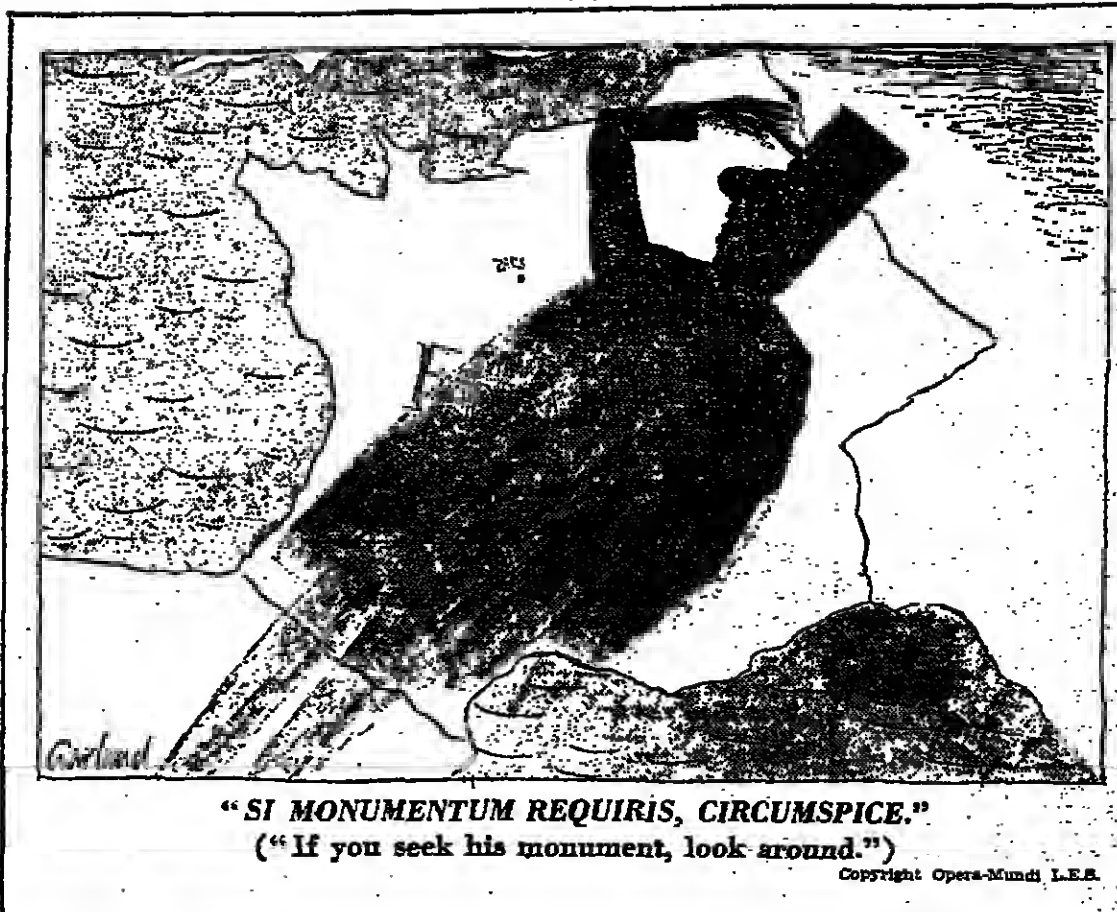 Garland
"SI MONUMENTUM REQUIRIS, CIRCUMSPICE."
("If you seek his monument, look around.")
Copyright Opera-Mundi L.E.S.